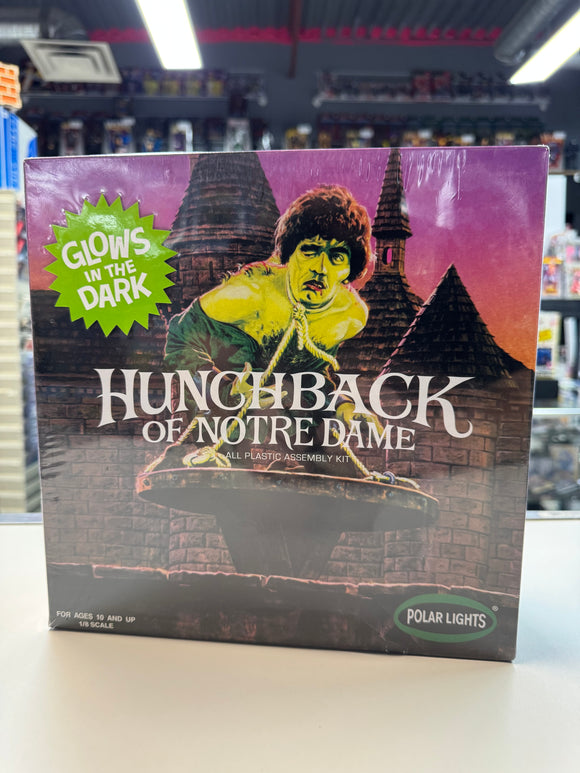 GLOWS
IN THE
DARK
HUNCHBACK
OF NOTRE DAME
ALL PLASTIC ASSEMBLY KIT
FOR AGES 10 AND UP
1/8 SCALE
POLAR LIGHTS®